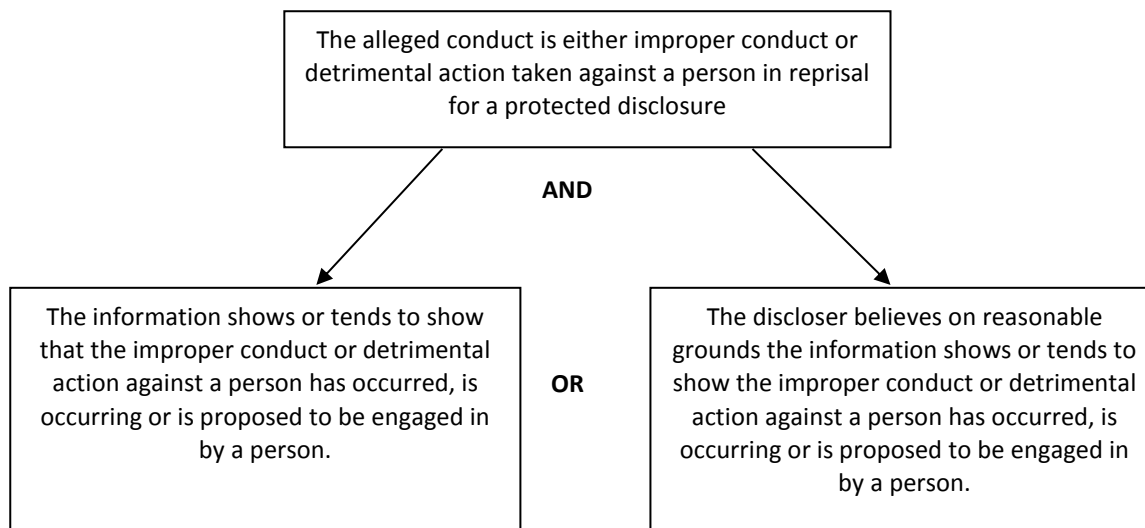 The alleged conduct is either improper conduct or
detrimental action taken against a person in reprisal
for a protected disclosure
AND
The information shows or tends to show
that the improper conduct or detrimental
action against a person has occurred, is
occurring or is proposed to be engaged in
by a person.
OR
The discloser believes on reasonable
grounds the information shows or tends to
show the improper conduct or detrimental
action against a person has occurred, is
occurring or is proposed to be engaged in
by a person.